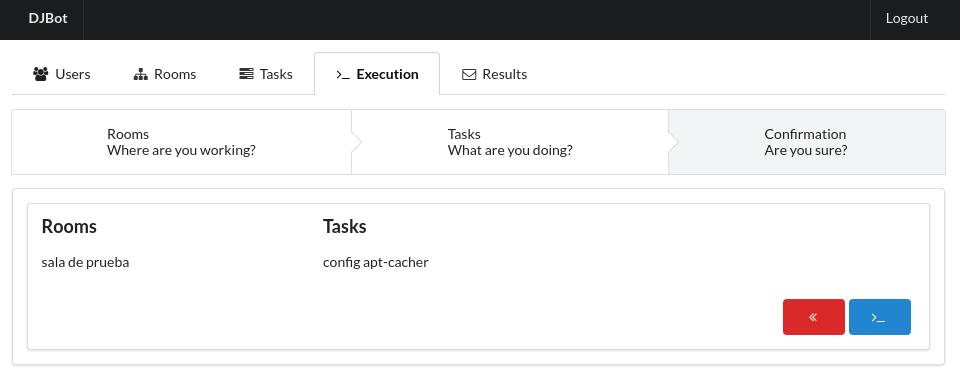 DJBot
Logout
Users
Rooms
Tasks
Execution
Results
Rooms
Where are you working?
Tasks
What are you doing?
Confirmation
Are you sure?
Rooms
Tasks
sala de prueba
config apt-cacher